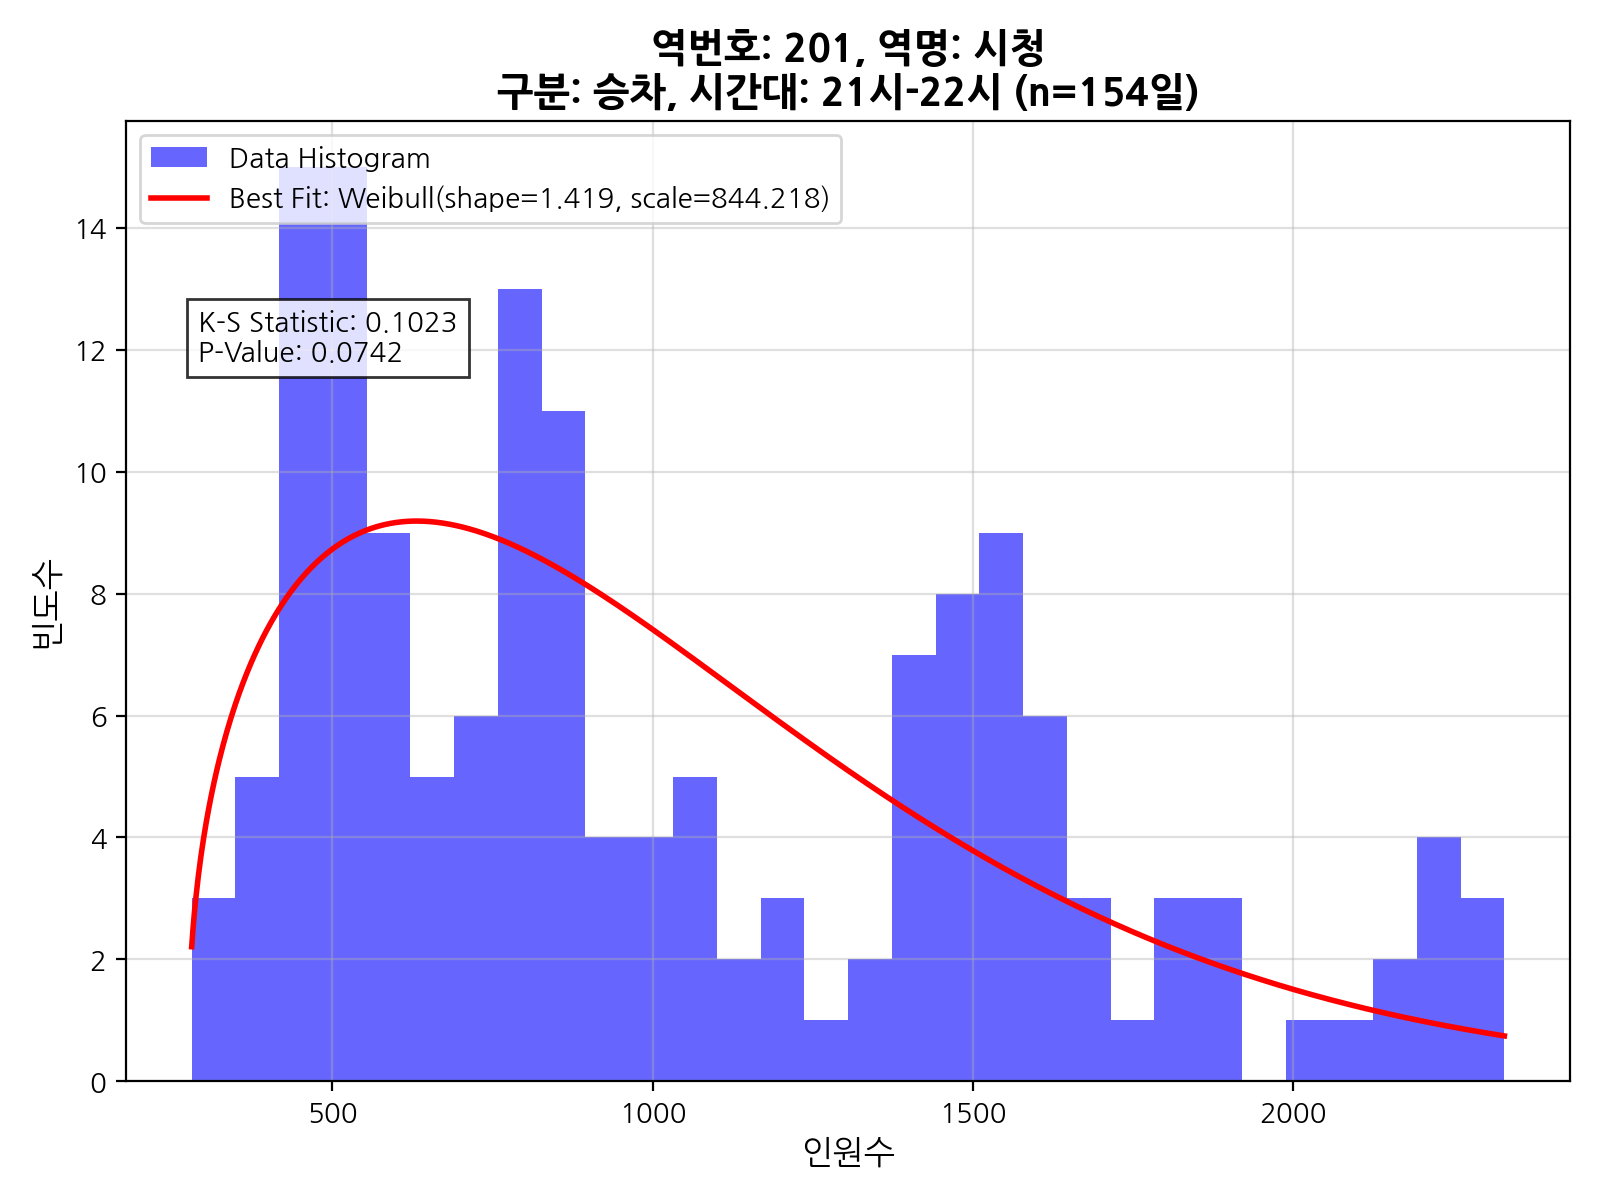 역번호: 201, 역명: 시청
구분: 승차, 시간대: 21시-22시 (n=154일)
Data Histogram
Best Fit: Weibull(shape=1.419, scale=844.218)
K-S Statistic: 0.1023
P-Value: 0.0742
빈도수
14
12
10
8
6
4
2
0
500 1000 1500 2000
인원수